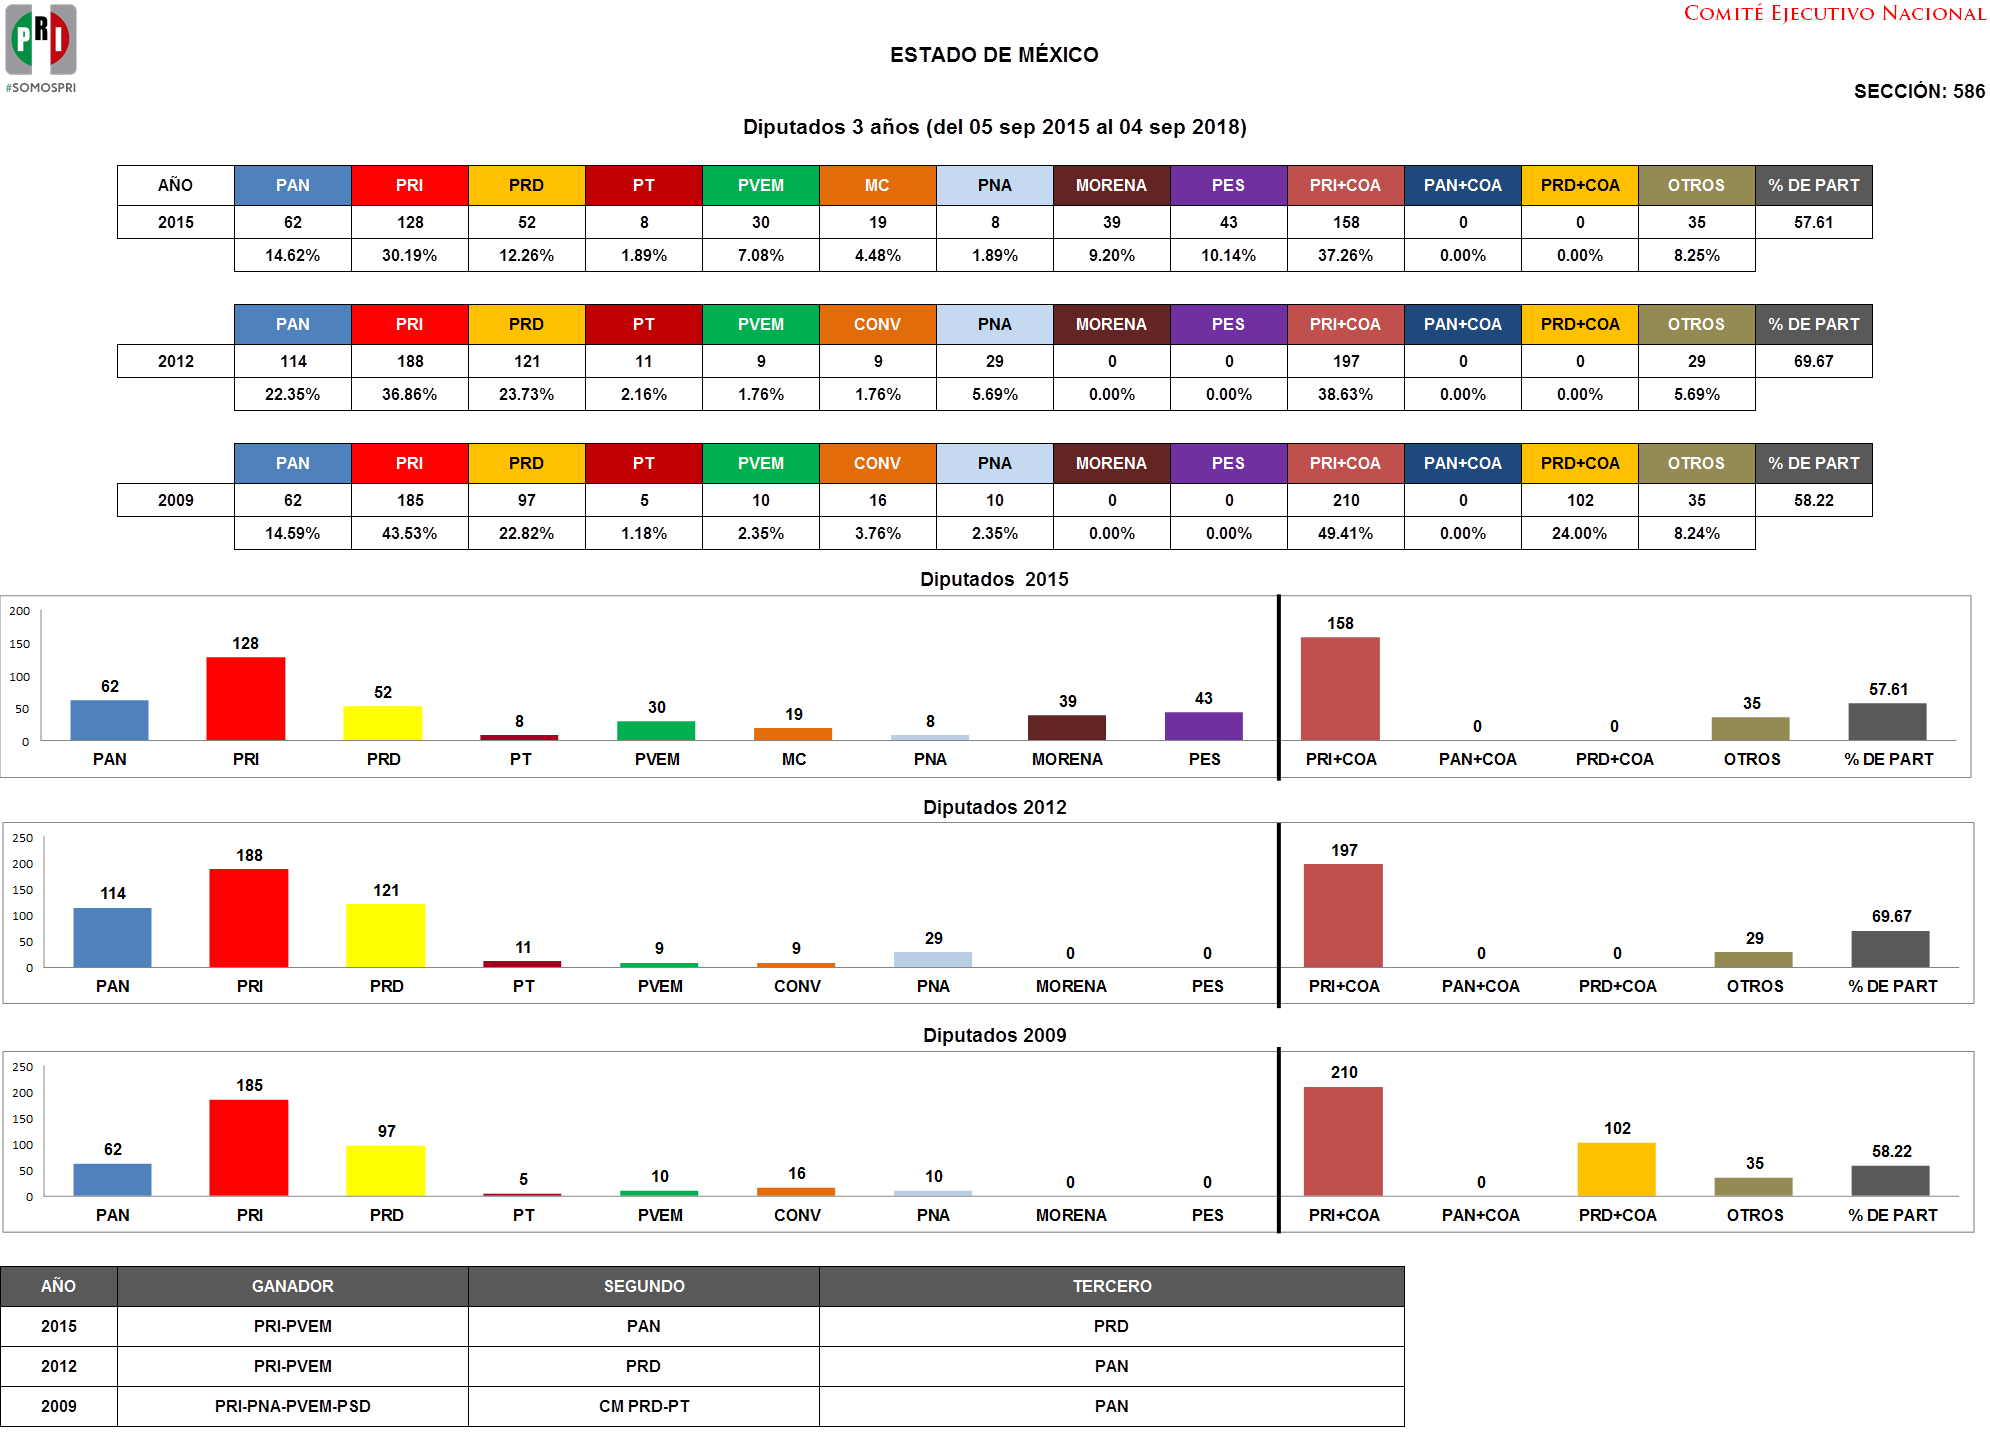 PRI
#SOMOSPRI
COMITÉ EJECUTIVO NACIONAL
ESTADO DE MÉXICO
SECCIÓN: 586
Diputados 3 años (del 05 sep 2015 al 04 sep 2018)
AÑO PAN PRI PRD PT PVEM MC PNA MORENA PES PRI+COA PAN+COA PRD+COA OTROS % DE PART
2015 62 128 52 8 30 19 8 39 43 158 0 0 35 57.61
14.62% 30.19% 12.26% 1.89% 7.08% 4.48% 1.89% 9.20% 10.14% 37.26% 0.00% 0.00% 8.25%
PAN PRI PRD PT PVEM CONV PNA MORENA PES PRI+COA PAN+COA PRD+COA OTROS % DE PART
2012 114 188 121 11 9 9 29 0 0 197 0 0 29 69.67
22.35% 36.86% 23.73% 2.16% 1.76% 1.76% 5.69% 0.00% 0.00% 38.63% 0.00% 0.00% 5.69%
PAN PRI PRD PT PVEM CONV PNA MORENA PES PRI+COA PAN+COA PRD+COA OTROS % DE PART
2009 62 185 97 5 10 16 10 0 0 210 0 102 35 58.22
14.59% 43.53% 22.82% 1.18% 2.35% 3.76% 2.35% 0.00% 0.00% 49.41% 0.00% 24.00% 8.24%
Diputados 2015
200
150
100
50
0
62 128 52 8 30 19 8 39 43 158 0 0 35 57.61
PAN PRI PRD PT PVEM MC PNA MORENA PES PRI+COA PAN+COA PRD+COA OTROS % DE PART
Diputados 2012
250
200
150
100
50
0
114 188 121 11 9 9 29 0 0 197 0 0 29 69.67
PAN PRI PRD PT PVEM CONV PNA MORENA PES PRI+COA PAN+COA PRD+COA OTROS % DE PART
Diputados 2009
250
200
150
100
50
0
62 185 97 5 10 16 10 0 0 210 0 102 35 58.22
PAN PRI PRD PT PVEM CONV PNA MORENA PES PRI+COA PAN+COA PRD+COA OTROS % DE PART
AÑO GANADOR SEGUNDO TERCERO
2015 PRI-PVEM PAN PRD
2012 PRI-PVEM PRD PAN
2009 PRI-PNA-PVEM-PSD CM PRD-PT PAN